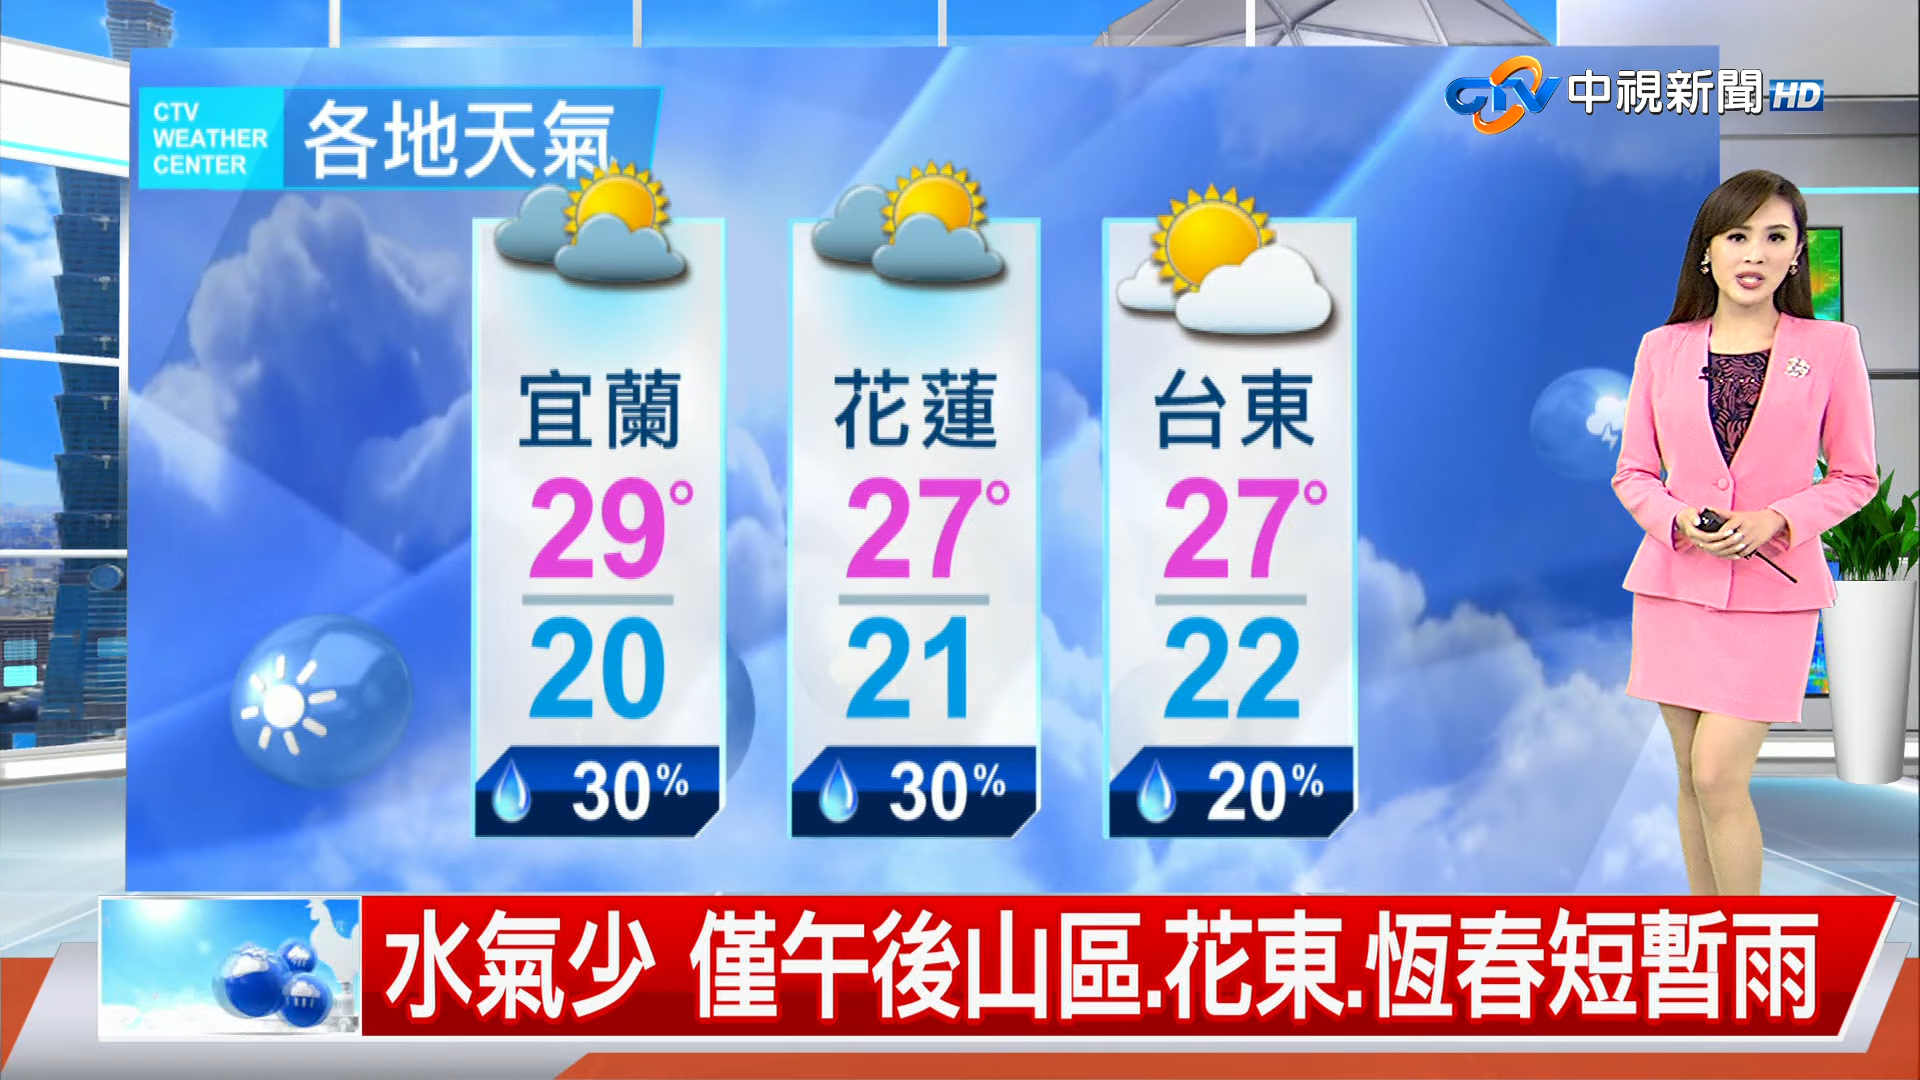 CTV
WEATHER
CENTER
各地天氣
CTV 中視新聞 HD
宜蘭
29°
20
30%
花蓮
27°
21
30%
台東
27°
22
20%
水氣少 僅午後山區.花東.恆春短暫雨